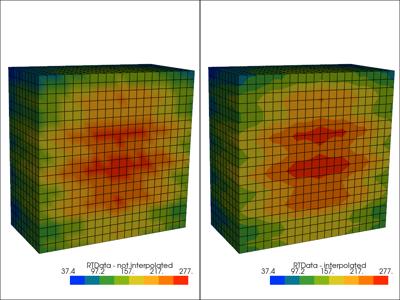 RTData - not interpolated
37.4 97.2 157. 217. 277.
RTData - interpolated
37.4 97.2 157. 217. 277.